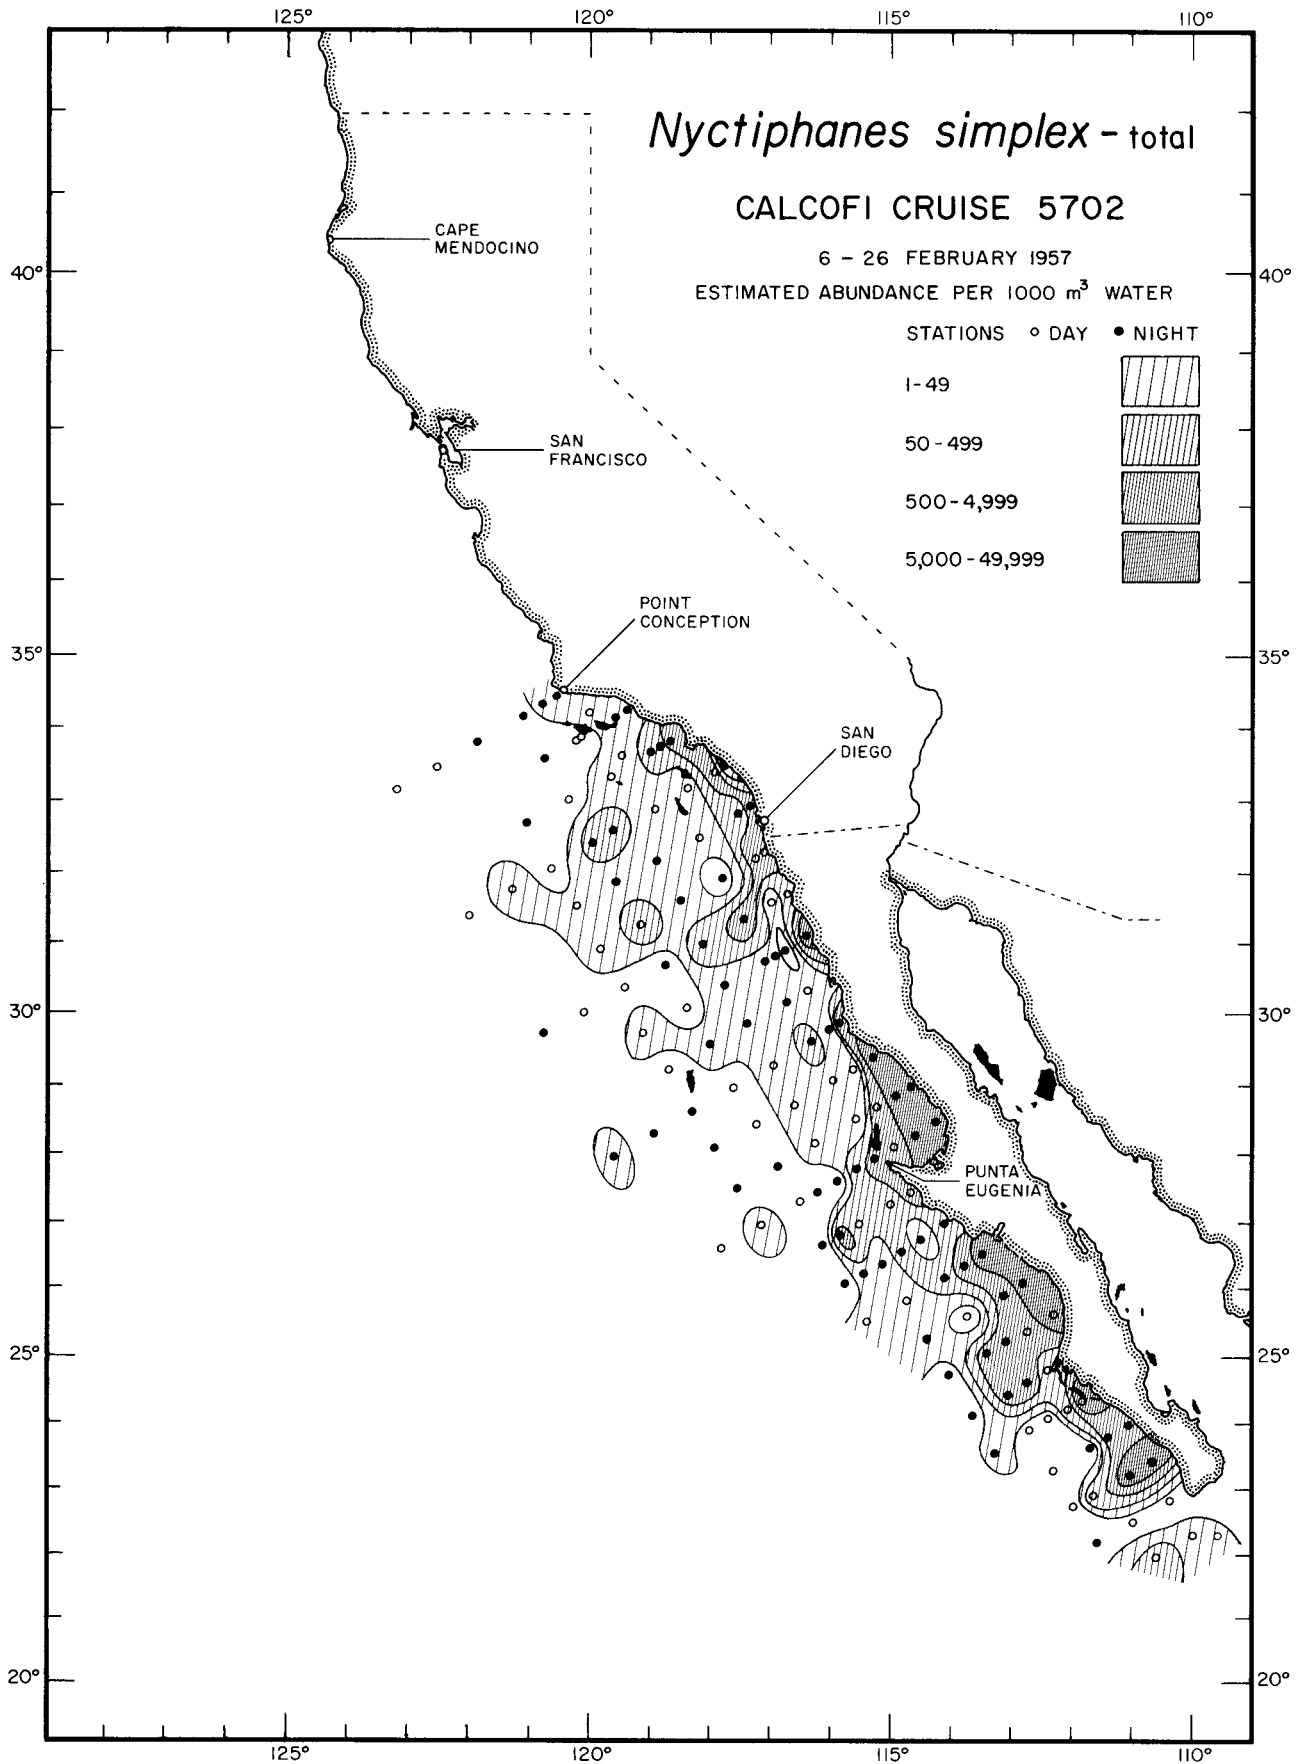 125° 120° 115° 110°
Nyctiphanes simplex - total
CALCOFI CRUISE 5702
6 - 26 FEBRUARY 1957
ESTIMATED ABUNDANCE PER 1000 m³ WATER
STATIONS ○ DAY ● NIGHT
1-49
50-499
500-4,999
5,000-49,999
CAPE
MENDOCINO
40° 40°
SAN
FRANCISCO
POINT
CONCEPTION
35° 35°
SAN
DIEGO
30° 30°
PUNTA
EUGENIA
25° 25°
20° 20°
125° 120° 115° 110°